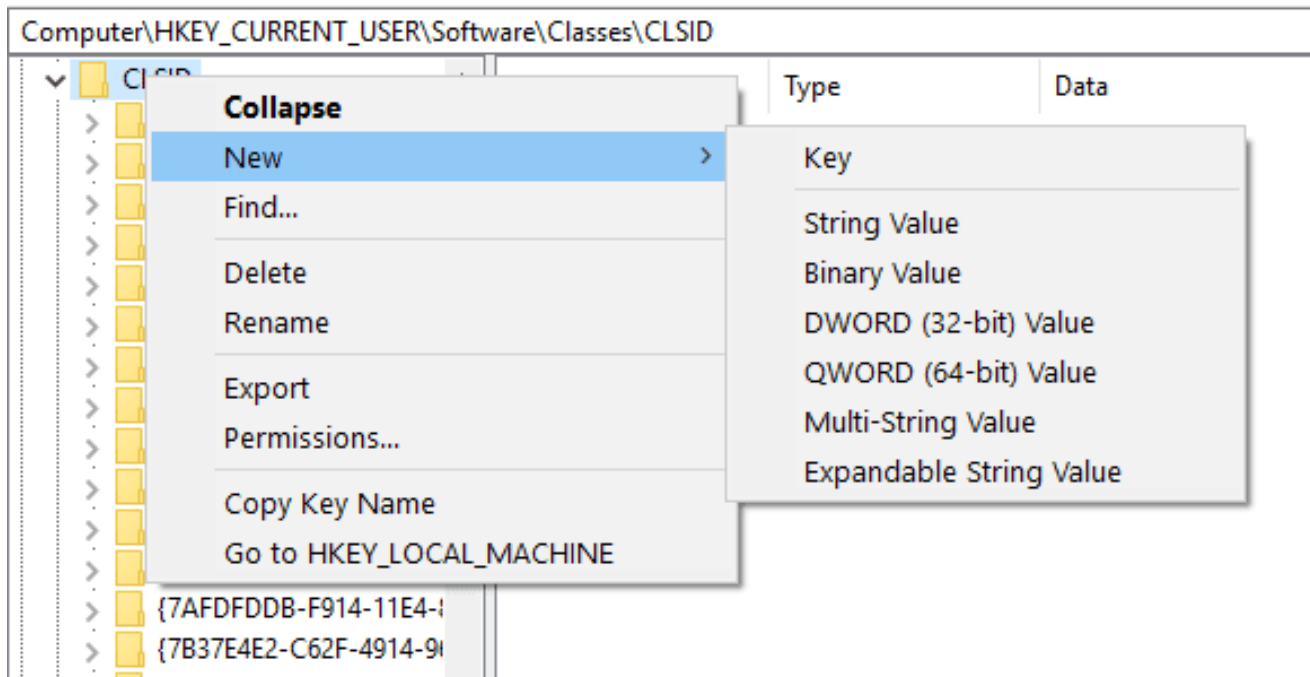 Computer\HKEY_CURRENT_USER\Software\Classes\CLSID
CLSID
Type Data
Collapse
New
Find...
Delete
Rename
Export
Permissions...
Copy Key Name
Go to HKEY_LOCAL_MACHINE
Key
String Value
Binary Value
DWORD (32-bit) Value
QWORD (64-bit) Value
Multi-String Value
Expandable String Value
{7AFDFDDB-F914-11E4-
{7B37E4E2-C62F-4914-9